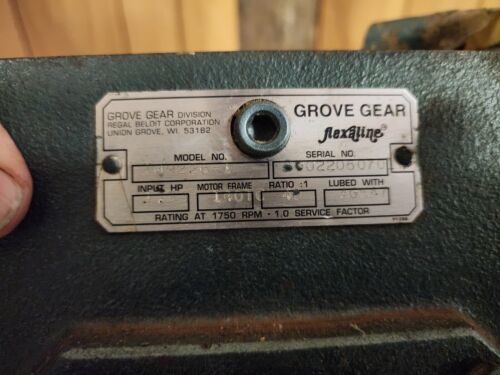 GROVE GEAR DIVISION
REGAL BELOIT CORPORATION
UNION GROVE, WI. 53182
GROVE GEAR
flexaline®
MODEL NO.
SERIAL NO.
INPUT HP MOTOR FRAME RATIO :1 LUBED WITH
140TC
RATING AT 1750 RPM - 1.0 SERVICE FACTOR